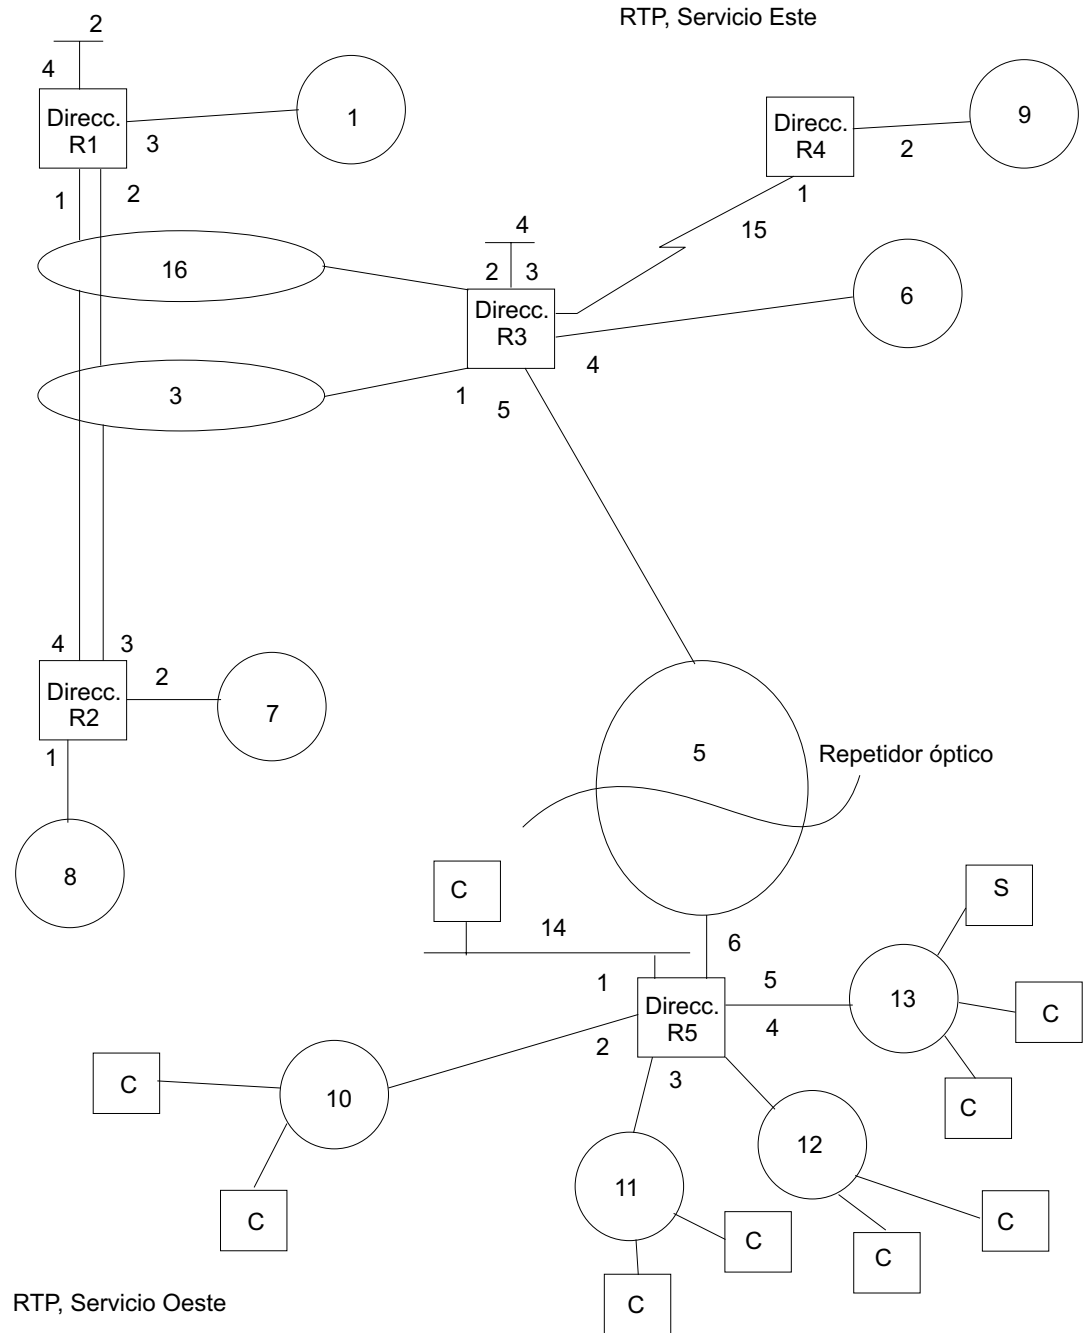 RTP, Servicio Este
2
4
Direcc.
R1
3
1
1
2
16
Direcc.
R4
2
9
1
15
4
2
3
Direcc.
R3
6
4
3
1
5
4
3
Direcc.
R2
2
7
1
8
5
Repetidor óptico
C
14
6
1
Direcc.
R5
5
4
13
S
C
C
2
3
10
C
C
11
C
C
12
C
C
RTP, Servicio Oeste